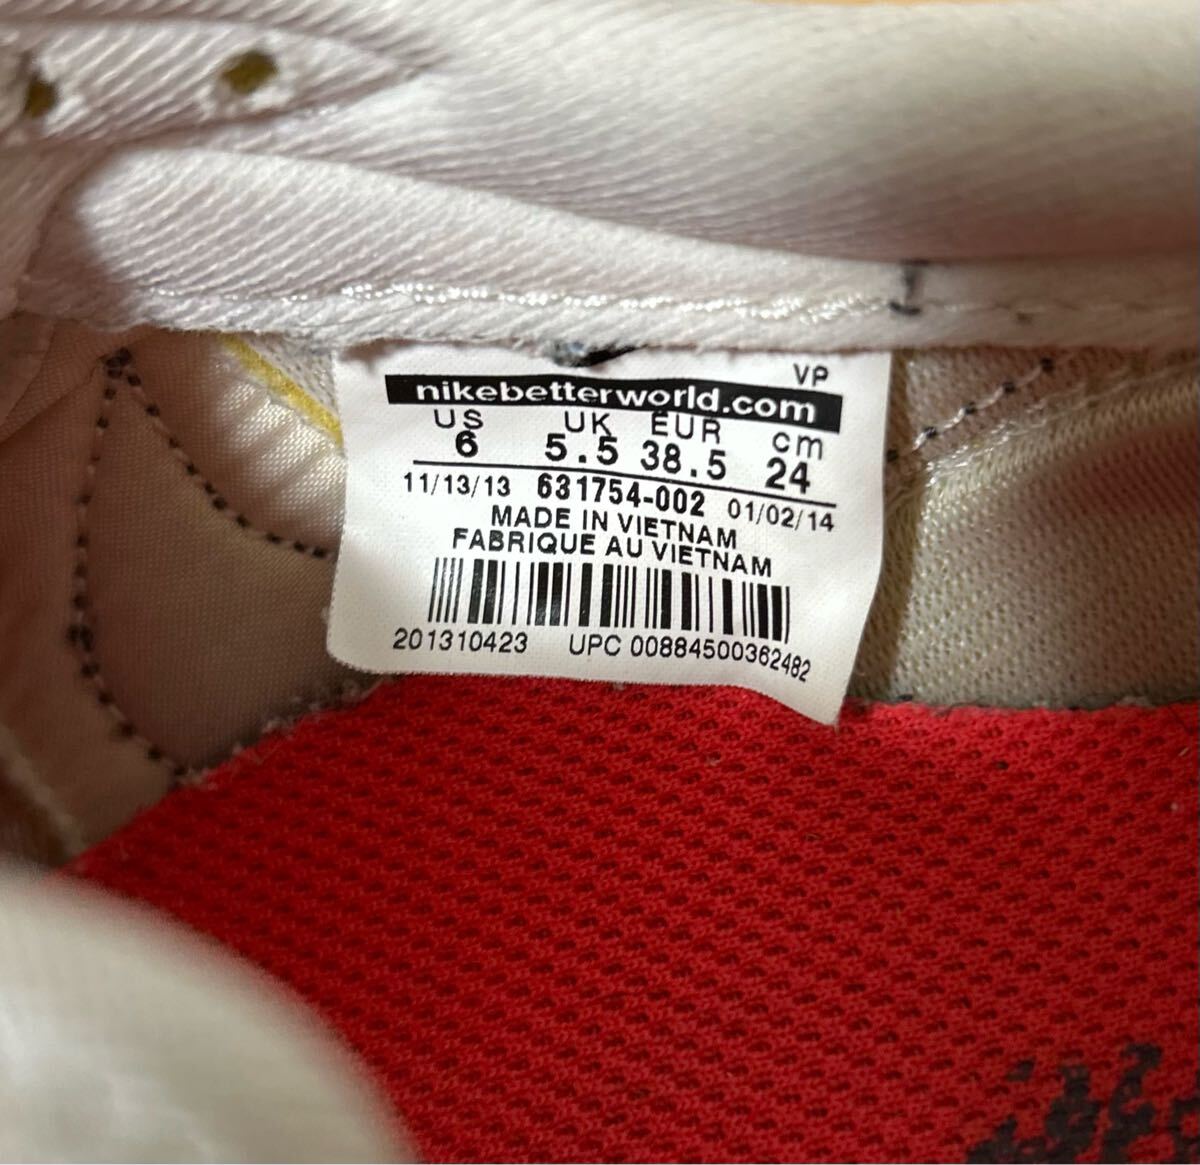 VP
nikebetterworld.com
US UK EUR cm
6 5.5 38.5 24
11/13/13 631754-002 01/02/14
MADE IN VIETNAM
FABRIQUE AU VIETNAM
201310423 UPC 00884500362482